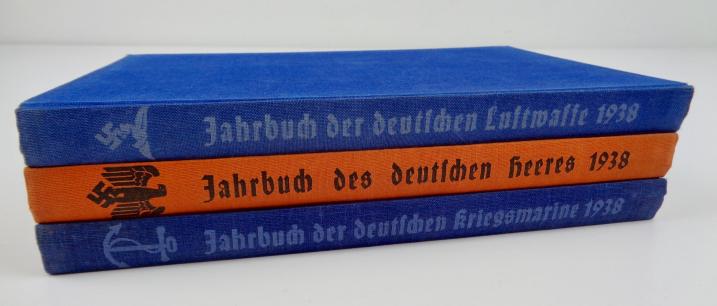 Jahrbuch der deutschen Luftwaffe 1938
Jahrbuch des deutschen Heeres 1938
Jahrbuch der deutschen Kriegsmarine 1938